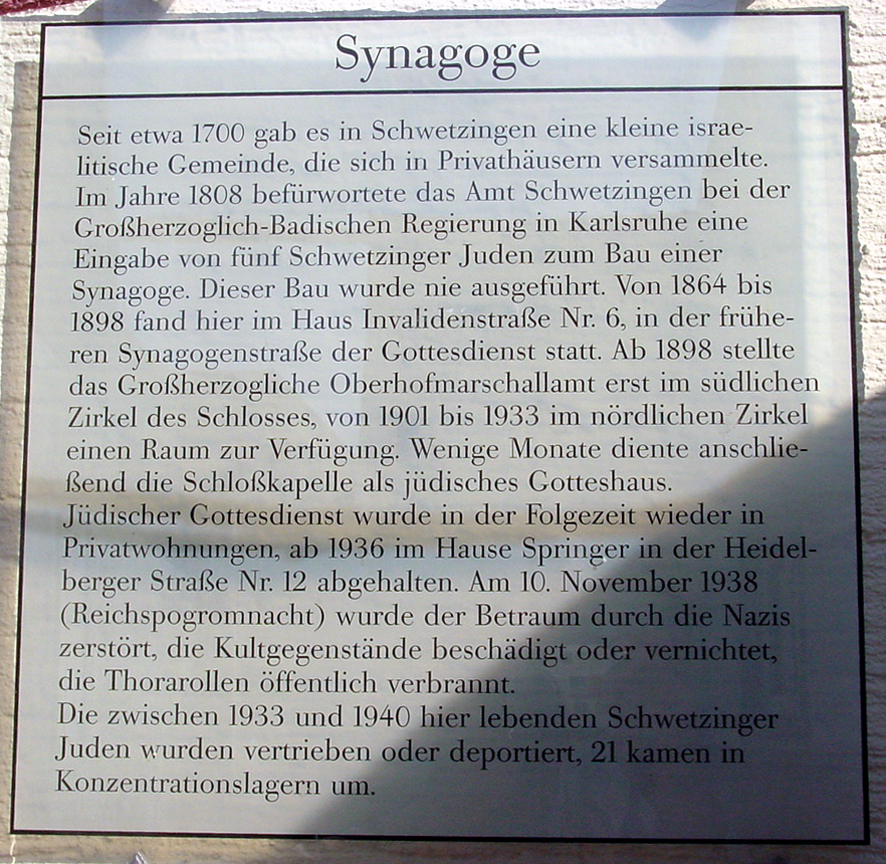 Synagoge
Seit etwa 1700 gab es in Schwetzingen eine kleine israe-
litische Gemeinde, die sich in Privathäusern versammelte.
Im Jahre 1808 befürwortete das Amt Schwetzingen bei der
Großherzoglich-Badischen Regierung in Karlsruhe eine
Eingabe von fünf Schwetzinger Juden zum Bau einer
Synagoge. Dieser Bau wurde nie ausgeführt. Von 1864 bis
1898 fand hier im Haus Invalidenstraße Nr. 6, in der frühe-
ren Synagogenstraße der Gottesdienst statt. Ab 1898 stellte
das Großherzogliche Oberhofmarschallamt erst im südlichen
Zirkel des Schlosses, von 1901 bis 1933 im nördlichen Zirkel
einen Raum zur Verfügung. Wenige Monate diente anschlie-
ßend die Schloßkapelle als jüdisches Gotteshaus.
Jüdischer Gottesdienst wurde in der Folgezeit wieder in
Privatwohnungen, ab 1936 im Hause Springer in der Heidel-
berger Straße Nr. 12 abgehalten. Am 10. November 1938
(Reichspogromnacht) wurde der Betraum durch die Nazis
zerstört, die Kultgegenstände beschädigt oder vernichtet,
die Thorarollen öffentlich verbrannt.
Die zwischen 1933 und 1940 hier lebenden Schwetzinger
Juden wurden vertrieben oder deportiert, 21 kamen in
Konzentrationslagern um.